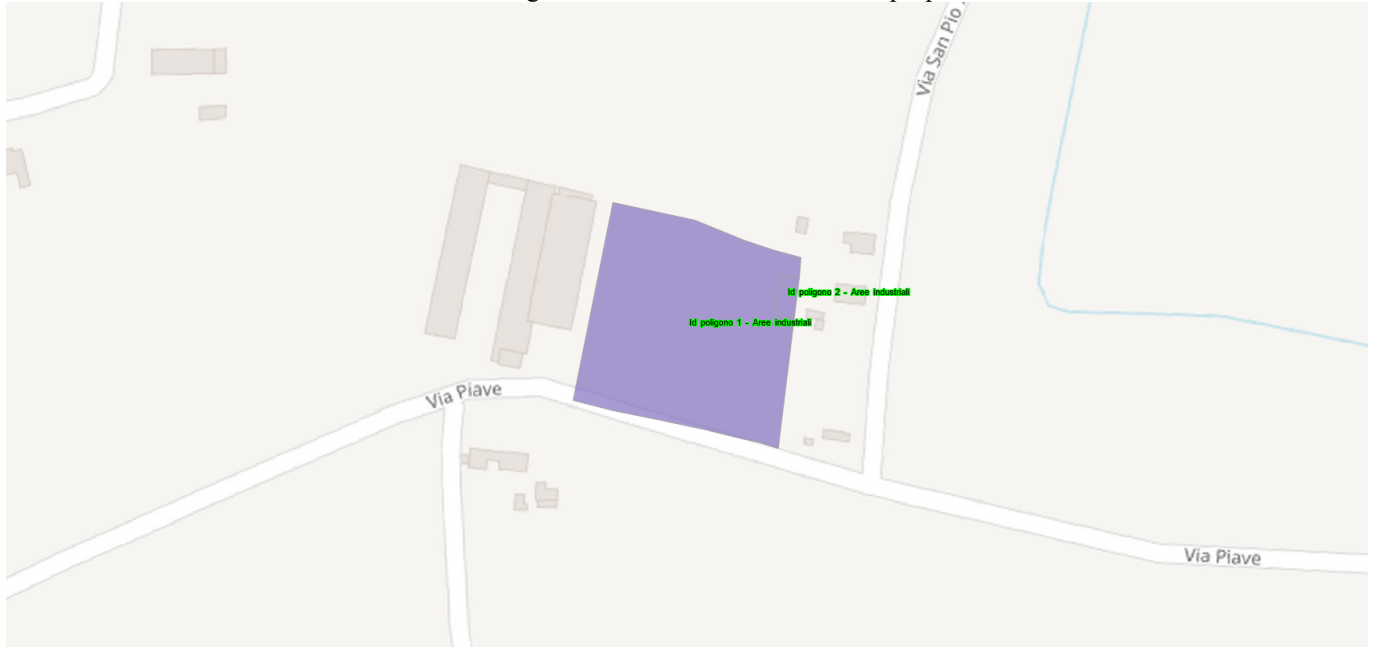 Via San Pio
Id poligono 2 - Aree industriali
Id poligono 1 - Aree industriali
Via Piave
Via Piave